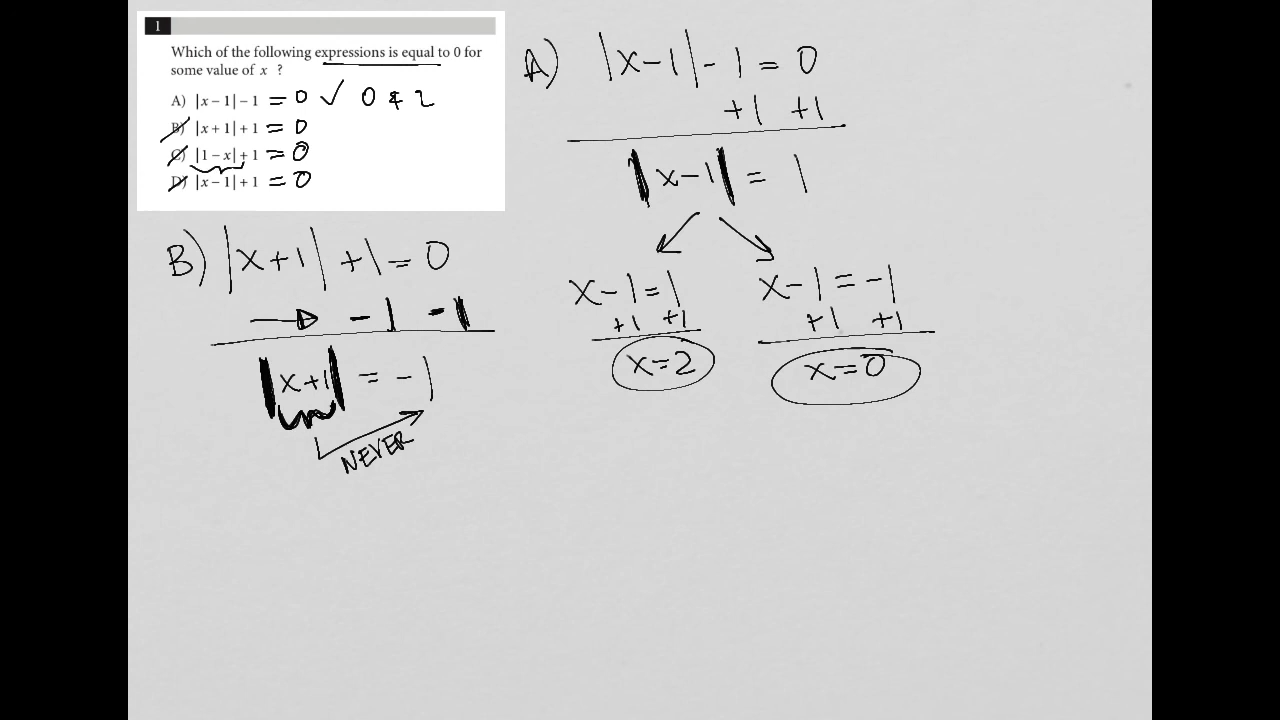 1
Which of the following expressions is equal to 0 for
some value of x ?
A) |x − 1| − 1 = 0 ✓ 0 & 2
B) |x + 1| + 1 = 0
C) |1 − x| + 1 = 0
D) |x − 1| + 1 = 0
A) |x−1| − 1 = 0
+1 +1
|x−1| = 1
x−1=1
+1 +1
x=2
x−1=−1
+1 +1
x=0
B) |x+1| +1=0
→ −1 −1
|x+1| = −1
NEVER